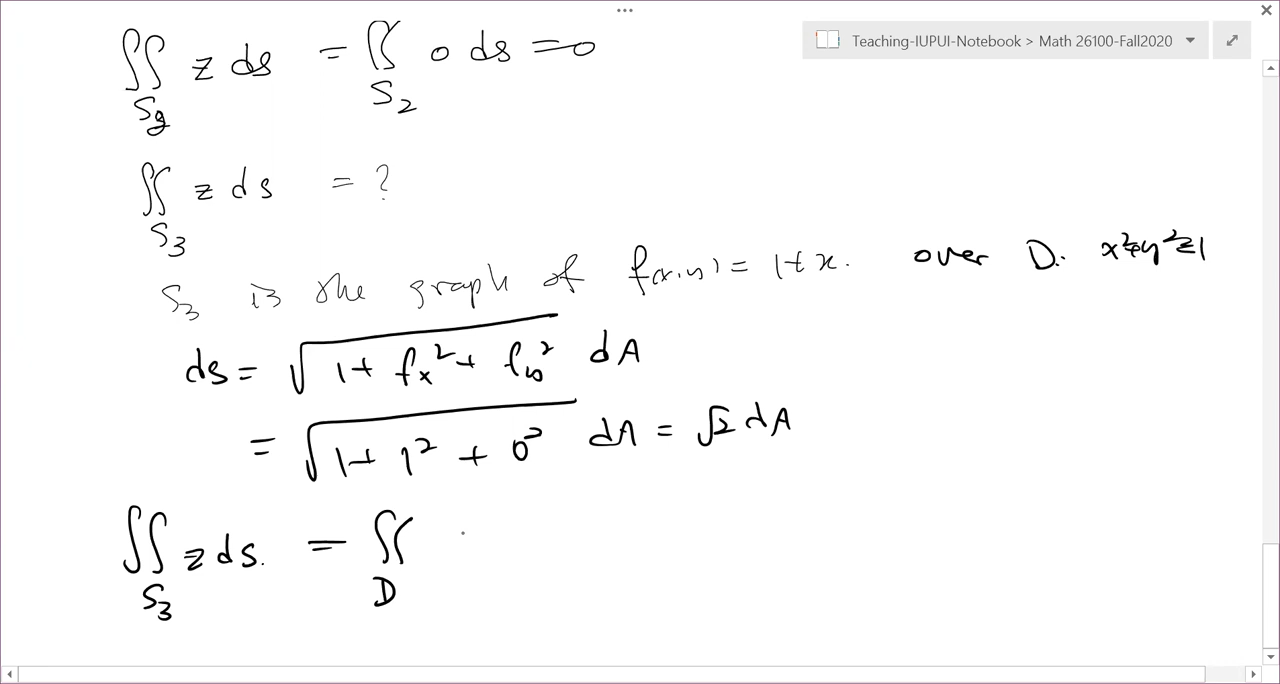 Teaching-IUPUI-Notebook > Math 26100-Fall2020
∬_{S_2} z ds = ∬_{S_2} 0 ds = 0
∬_{S_3} z ds = ?
S_3 is the graph of f(x,y) = 1+x. over D. x²+y²≤1
ds = √(1+ f_x² + f_y²) dA
= √(1+ 1² + 0²) dA = √2 dA
∬_{S_3} z ds. = ∬_D